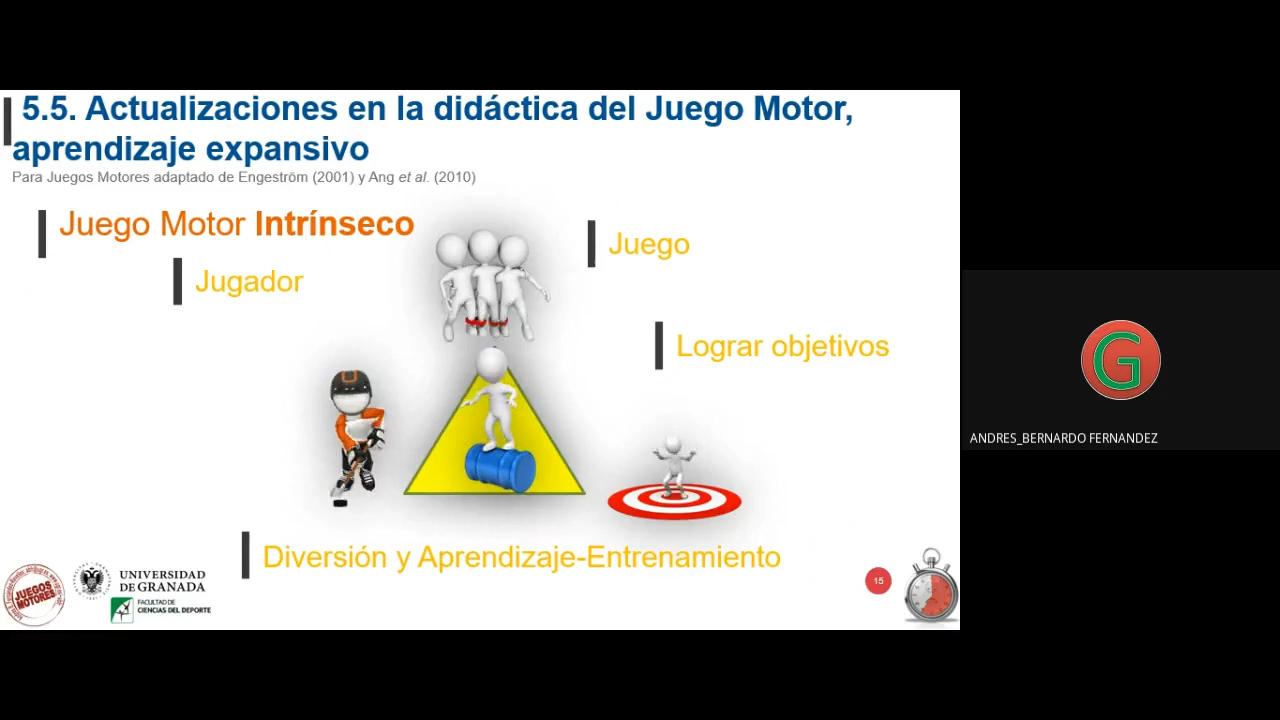 5.5. Actualizaciones en la didáctica del Juego Motor,
aprendizaje expansivo
Para Juegos Motores adaptado de Engeström (2001) y Ang et al. (2010)
Juego Motor Intrínseco
Jugador
Juego
Lograr objetivos
Diversión y Aprendizaje-Entrenamiento
JUEGOS
MOTORES
UNIVERSIDAD
DE GRANADA
FACULTAD DE
CIENCIAS DEL DEPORTE
15
G
ANDRES_BERNARDO FERNANDEZ